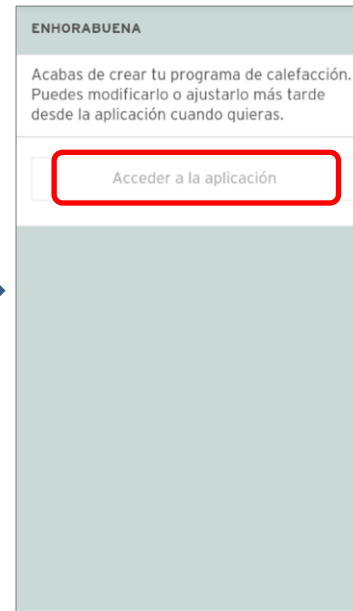 ENHORABUENA
Acabas de crear tu programa de calefacción.
Puedes modificarlo o ajustarlo más tarde
desde la aplicación cuando quieras.
Acceder a la aplicación